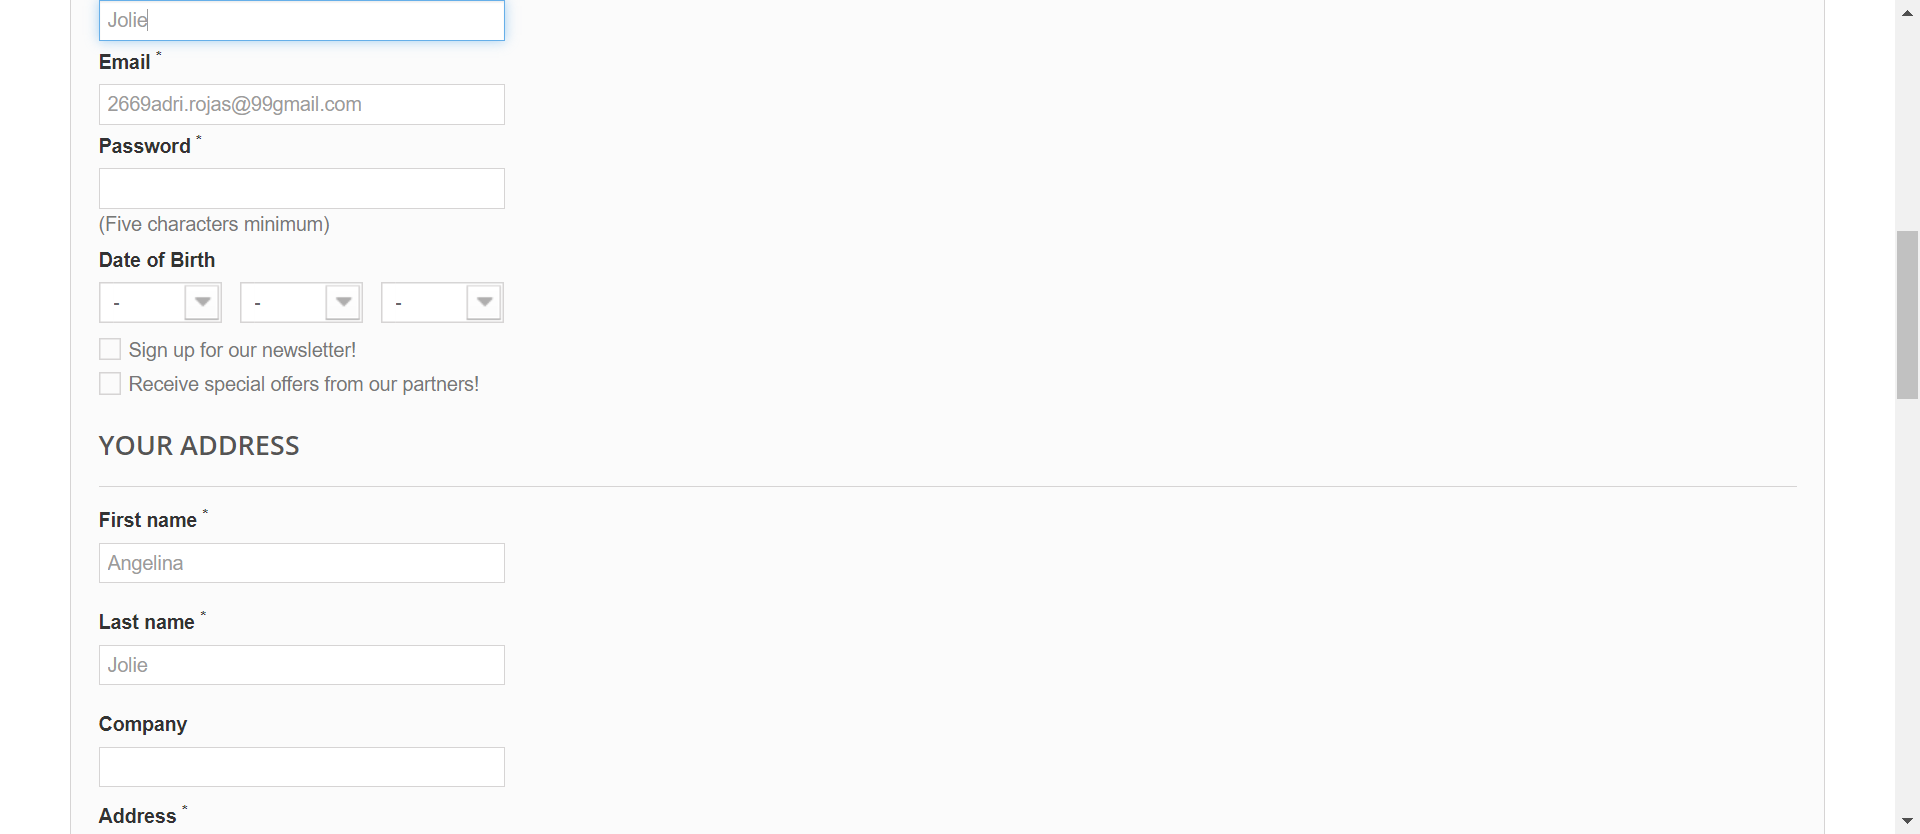 Jolie
Email *
2669adri.rojas@99gmail.com
Password *
(Five characters minimum)
Date of Birth
- - -
Sign up for our newsletter!
Receive special offers from our partners!
YOUR ADDRESS
First name *
Angelina
Last name *
Jolie
Company
Address *